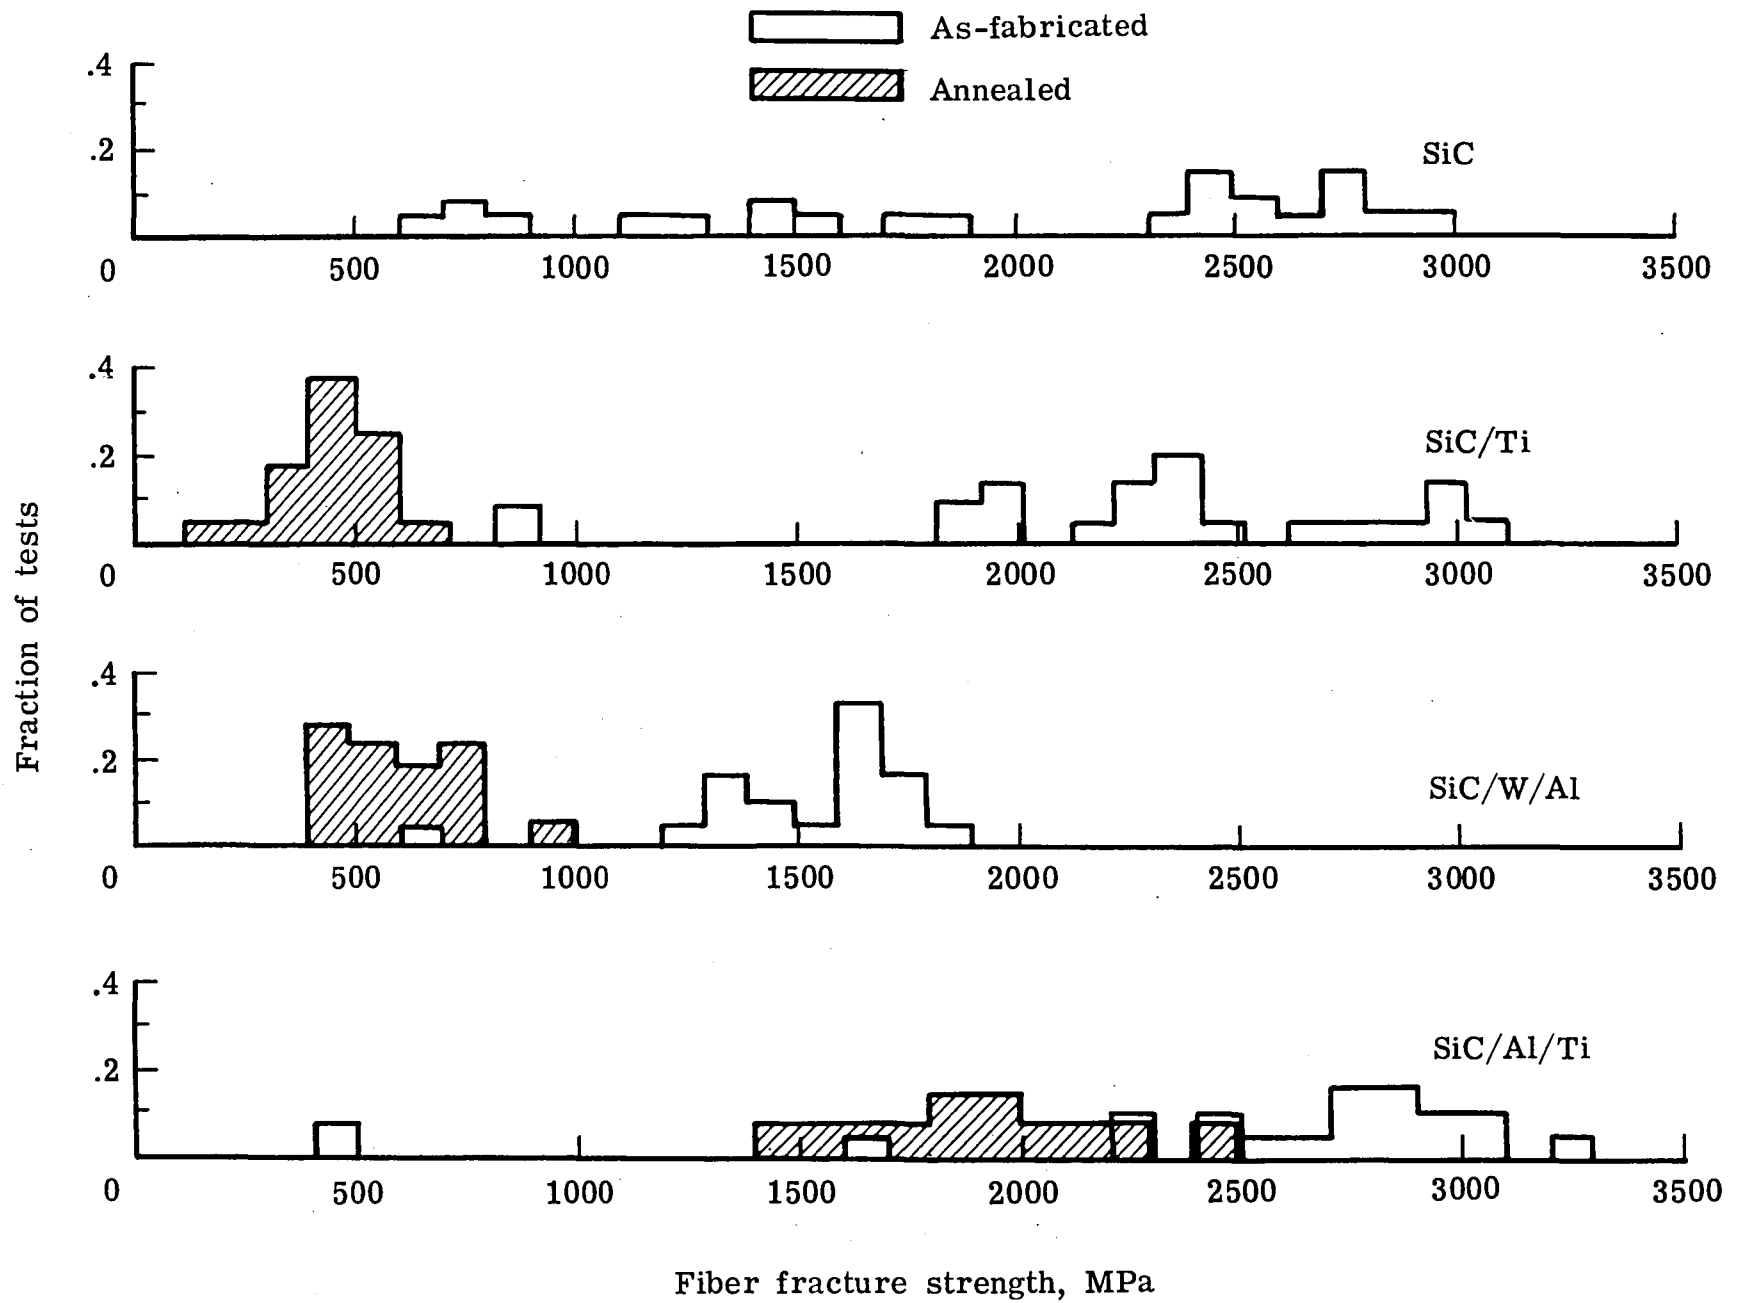 As-fabricated
Annealed
.4
.2
SiC
0 500 1000 1500 2000 2500 3000 3500
.4
.2
SiC/Ti
0 500 1000 1500 2000 2500 3000 3500
Fraction of tests
.4
.2
SiC/W/Al
0 500 1000 1500 2000 2500 3000 3500
.4
.2
SiC/Al/Ti
0 500 1000 1500 2000 2500 3000 3500
Fiber fracture strength, MPa